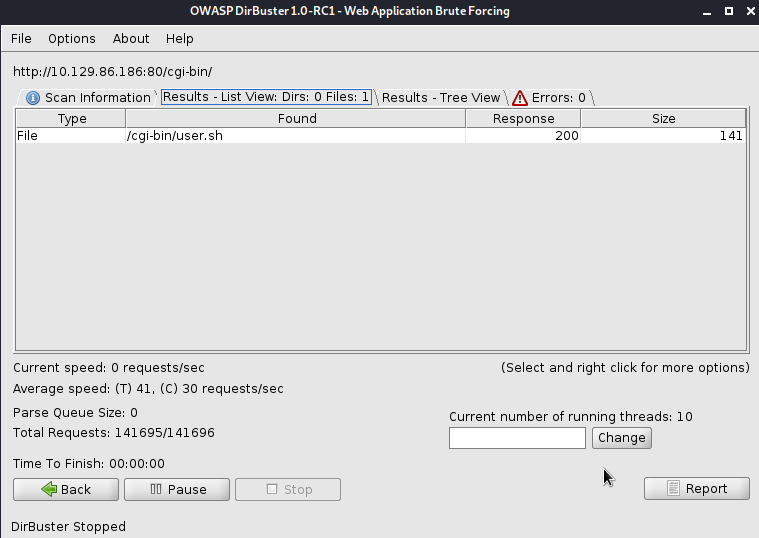 OWASP DirBuster 1.0-RC1 - Web Application Brute Forcing
File Options About Help
http://10.129.86.186:80/cgi-bin/
Scan Information Results - List View: Dirs: 0 Files: 1 Results - Tree View Errors: 0
Type Found Response Size
File /cgi-bin/user.sh 200 141
Current speed: 0 requests/sec (Select and right click for more options)
Average speed: (T) 41, (C) 30 requests/sec
Parse Queue Size: 0 Current number of running threads: 10
Total Requests: 141695/141696 Change
Time To Finish: 00:00:00
Back Pause Stop Report
DirBuster Stopped